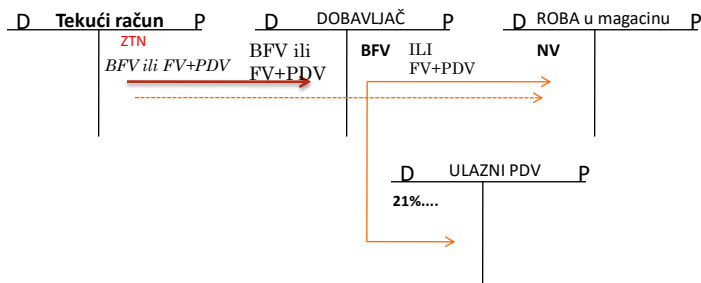 D Tekući račun P
ZTN
BFV ili FV+PDV
D DOBAVLJAČ P
BFV ili
FV+PDV
BFV ILI
FV+PDV
D ROBA u magacinu P
NV
D ULAZNI PDV P
21%....